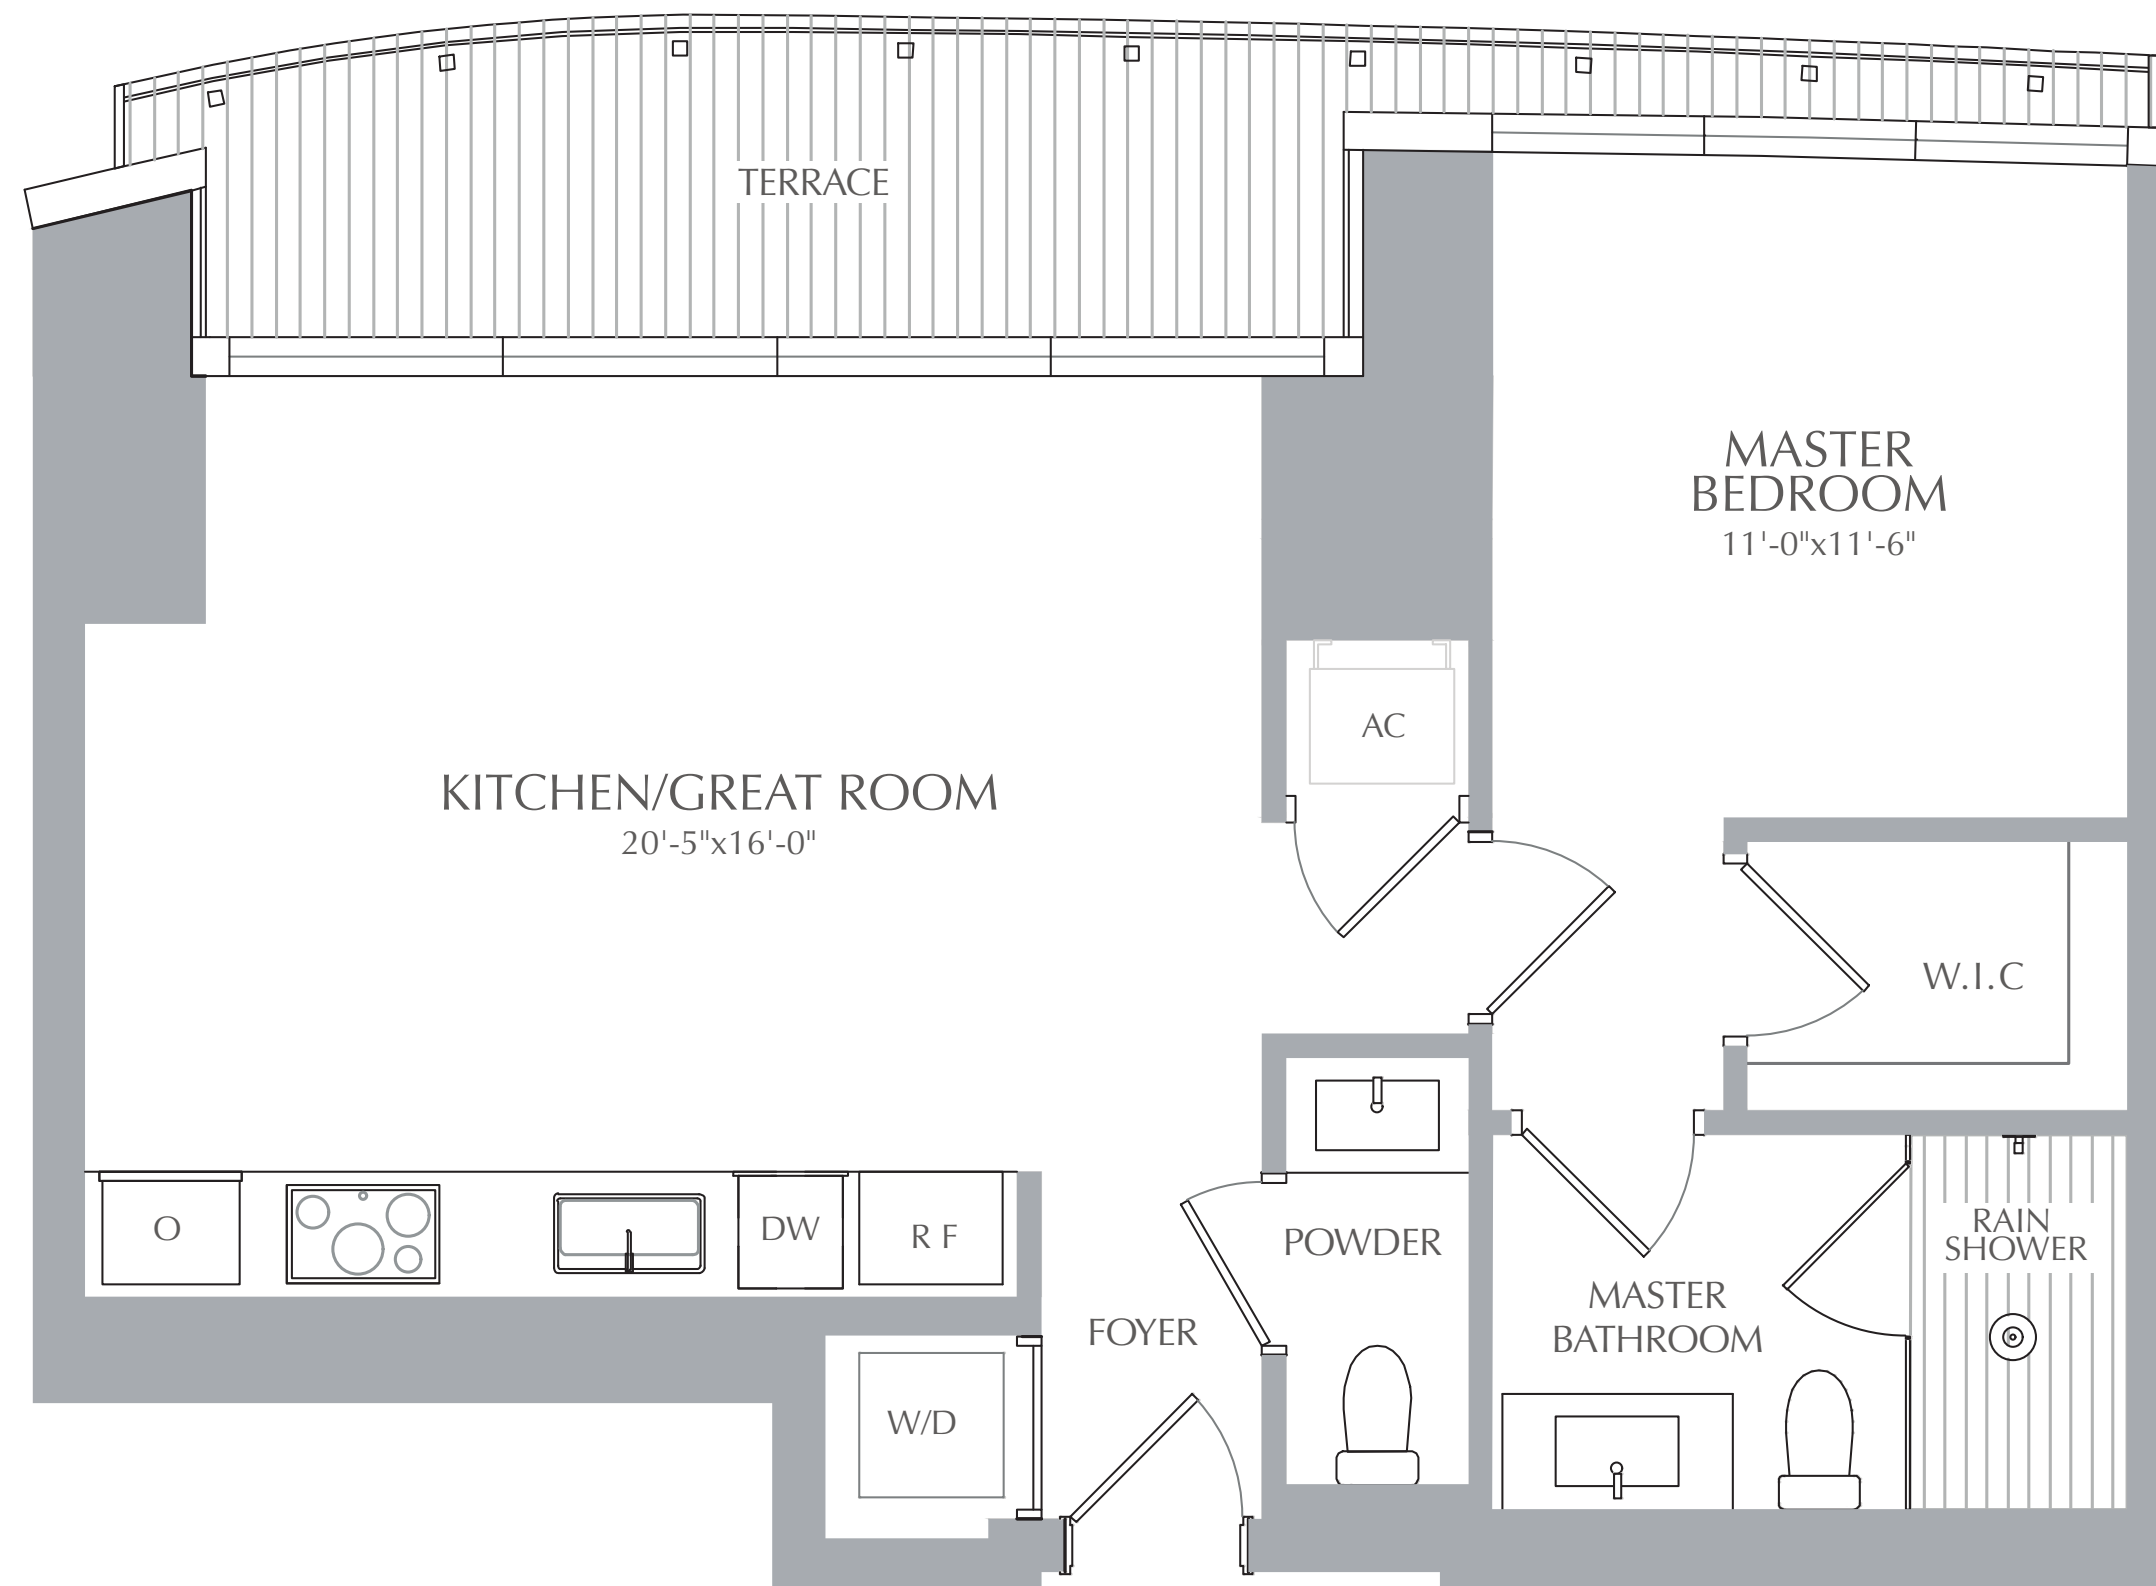 TERRACE
MASTER
BEDROOM
11'-0"x11'-6"
AC
KITCHEN/GREAT ROOM
20'-5"x16'-0"
W.I.C
O
DW
R F
POWDER
RAIN
SHOWER
FOYER
MASTER
BATHROOM
W/D